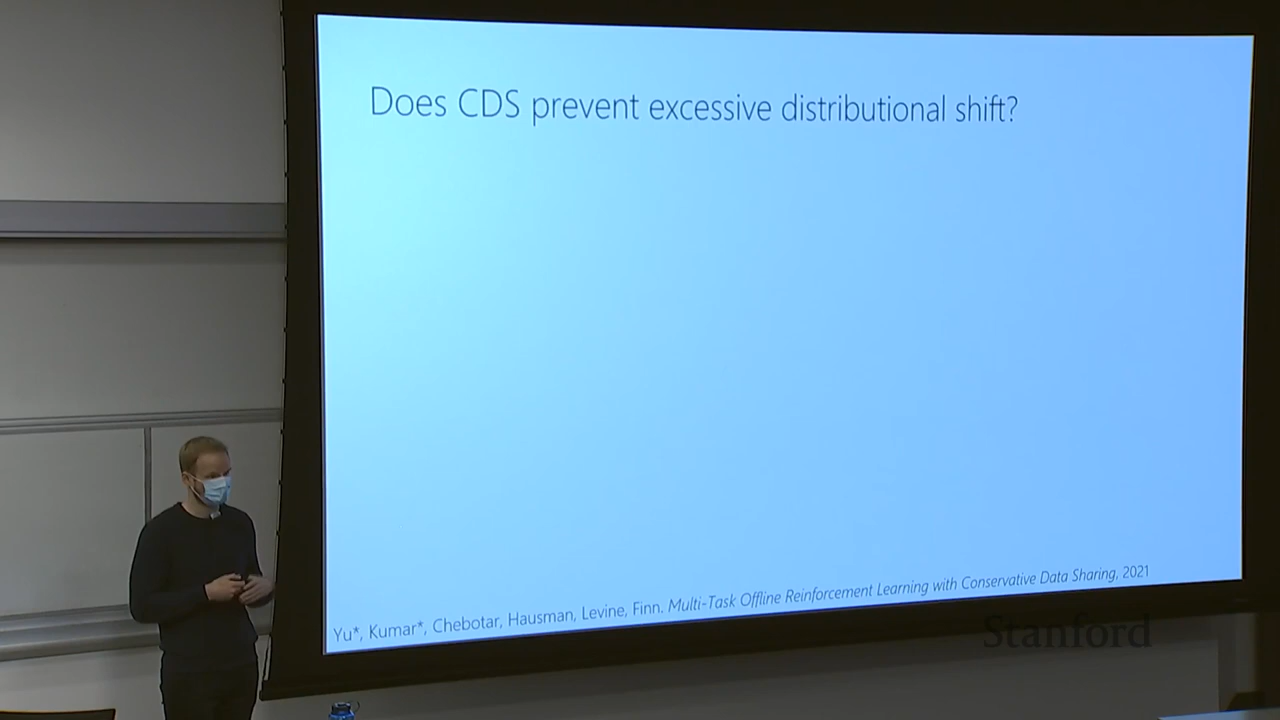 Does CDS prevent excessive distributional shift?
Yu*, Kumar*, Chebotar, Hausman, Levine, Finn. Multi-Task Offline Reinforcement Learning with Conservative Data Sharing, 2021
Stanford